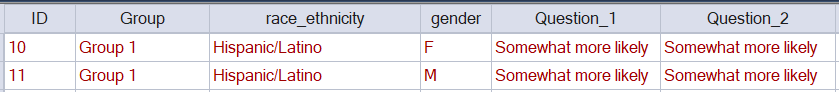 ID Group race_ethnicity gender Question_1 Question_2
10 Group 1 Hispanic/Latino F Somewhat more likely Somewhat more likely
11 Group 1 Hispanic/Latino M Somewhat more likely Somewhat more likely